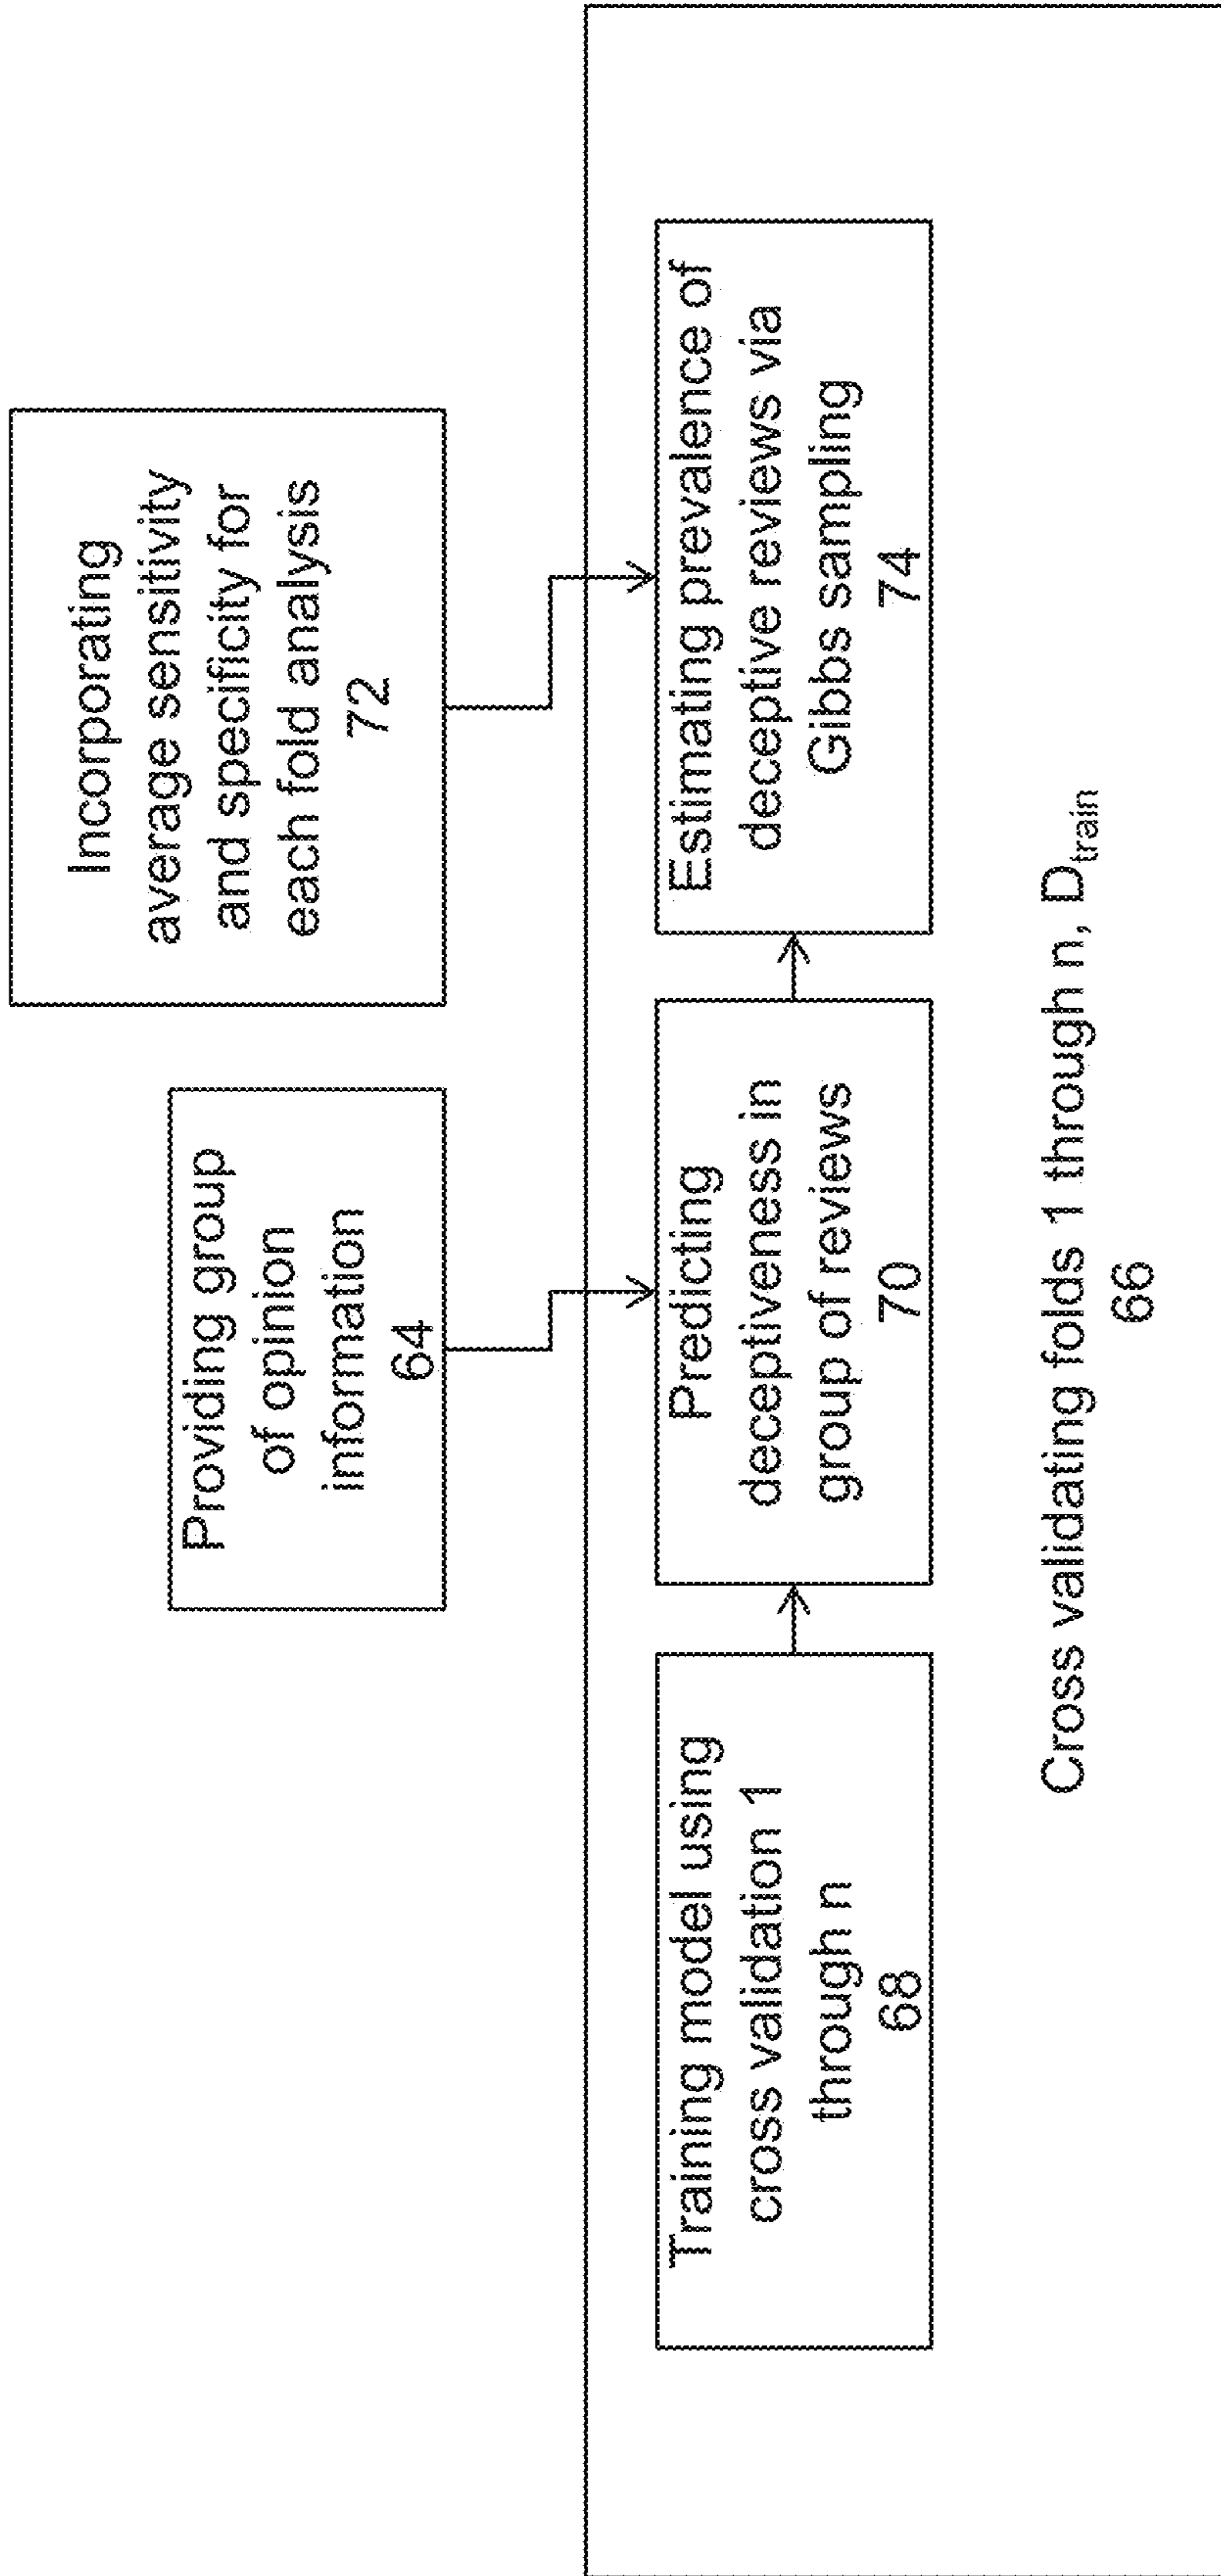 Incorporating
average sensitivity
and specificity for
each fold analysis
72
Providing group
of opinion
information
64
Training model using
cross validation 1
through n
68
Predicting
deceptiveness in
group of reviews
70
Estimating prevalence of
deceptive reviews via
Gibbs sampling
74
Cross validating folds 1 through n, D_train
66